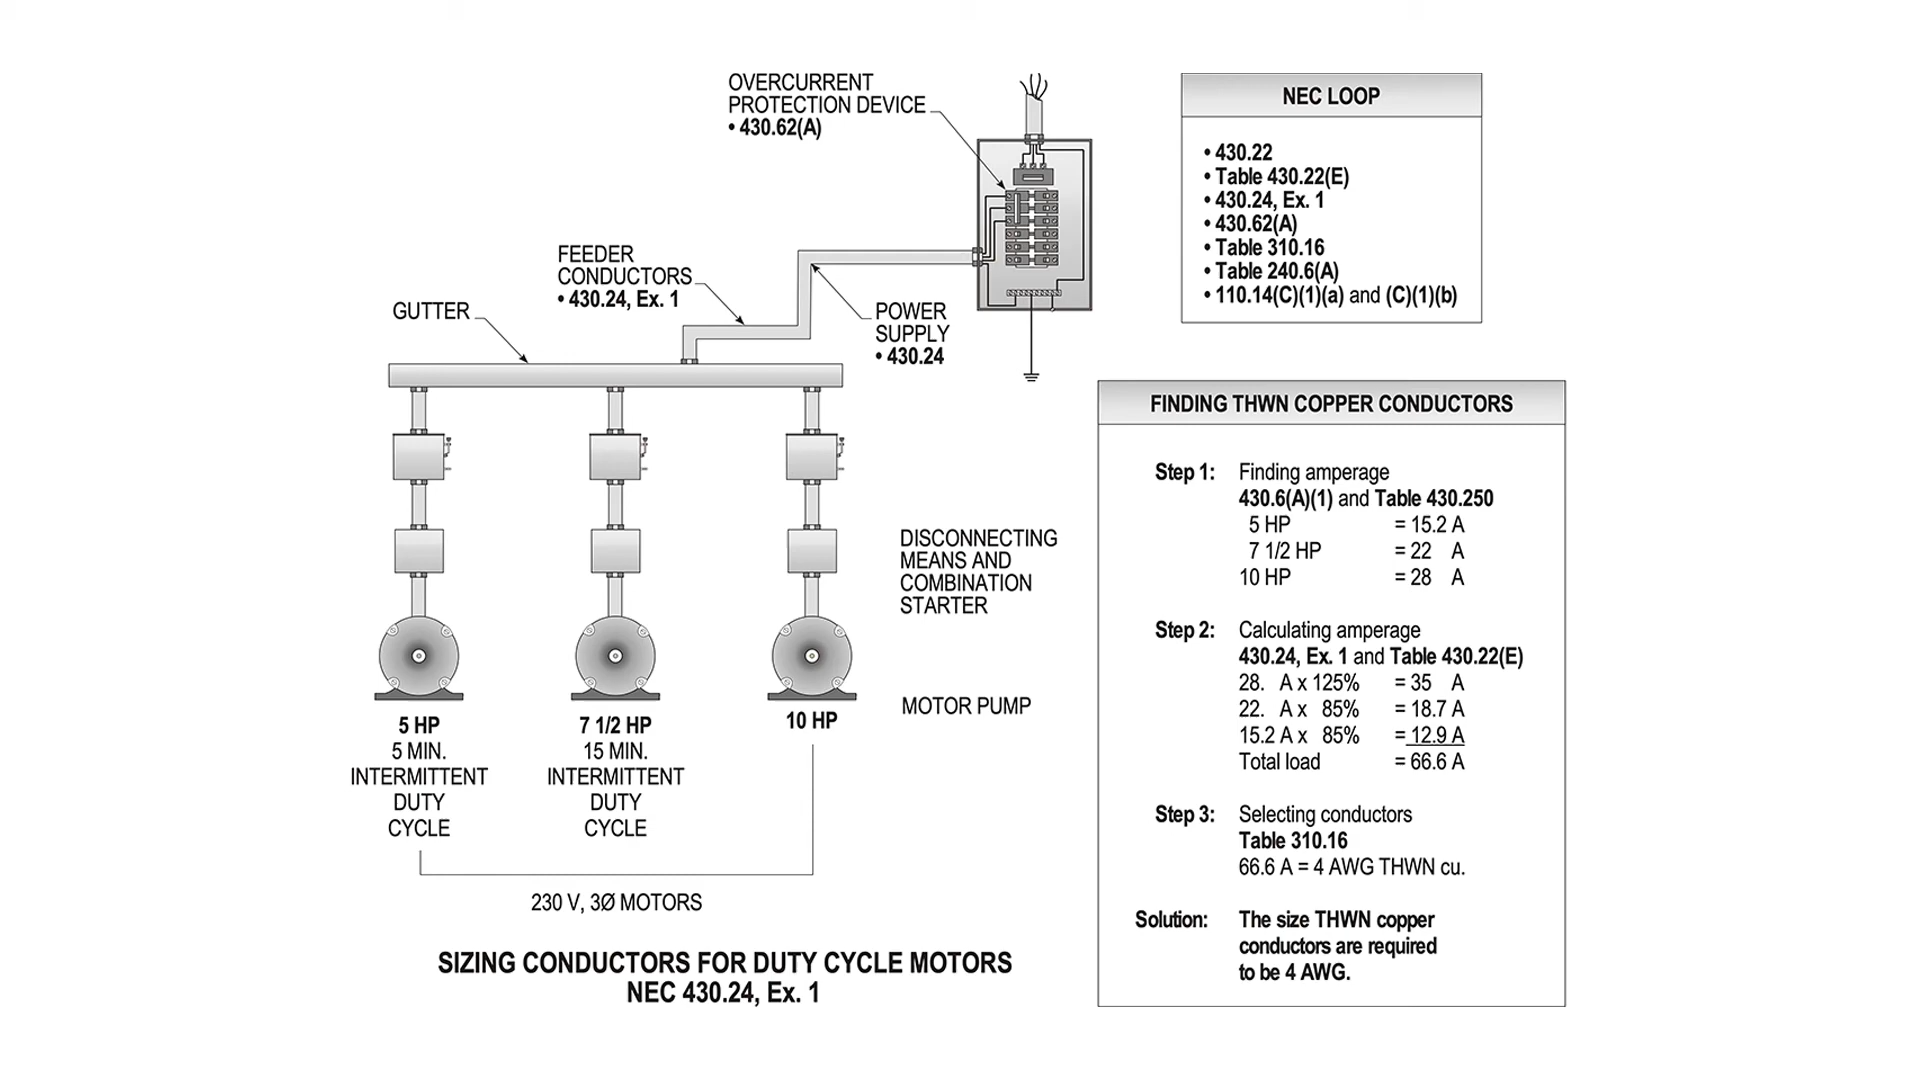 OVERCURRENT
PROTECTION DEVICE
• 430.62(A)
FEEDER
CONDUCTORS
• 430.24, Ex. 1
GUTTER
POWER
SUPPLY
• 430.24
DISCONNECTING
MEANS AND
COMBINATION
STARTER
MOTOR PUMP
5 HP
5 MIN.
INTERMITTENT
DUTY
CYCLE
7 1/2 HP
15 MIN.
INTERMITTENT
DUTY
CYCLE
10 HP
230 V, 3Ø MOTORS
SIZING CONDUCTORS FOR DUTY CYCLE MOTORS
NEC 430.24, Ex. 1
NEC LOOP
• 430.22
• Table 430.22(E)
• 430.24, Ex. 1
• 430.62(A)
• Table 310.16
• Table 240.6(A)
• 110.14(C)(1)(a) and (C)(1)(b)
FINDING THWN COPPER CONDUCTORS
Step 1: Finding amperage
430.6(A)(1) and Table 430.250
5 HP = 15.2 A
7 1/2 HP = 22 A
10 HP = 28 A
Step 2: Calculating amperage
430.24, Ex. 1 and Table 430.22(E)
28. A x 125% = 35 A
22. A x 85% = 18.7 A
15.2 A x 85% = 12.9 A
Total load = 66.6 A
Step 3: Selecting conductors
Table 310.16
66.6 A = 4 AWG THWN cu.
Solution: The size THWN copper
conductors are required
to be 4 AWG.